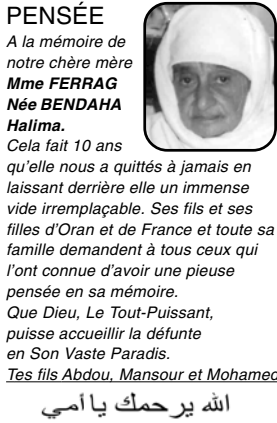 PENSÉE
A la mémoire de
notre chère mère
Mme FERRAG
Née BENDAHA
Halima.
Cela fait 10 ans
qu'elle nous a quittés à jamais en
laissant derrière elle un immense
vide irremplaçable. Ses fils et ses
filles d'Oran et de France et toute sa
famille demandent à tous ceux qui
l'ont connue d'avoir une pieuse
pensée en sa mémoire.
Que Dieu, Le Tout-Puissant,
puisse accueillir la défunte
en Son Vaste Paradis.
Tes fils Abdou, Mansour et Mohamed
الله يرحمك يا أمي